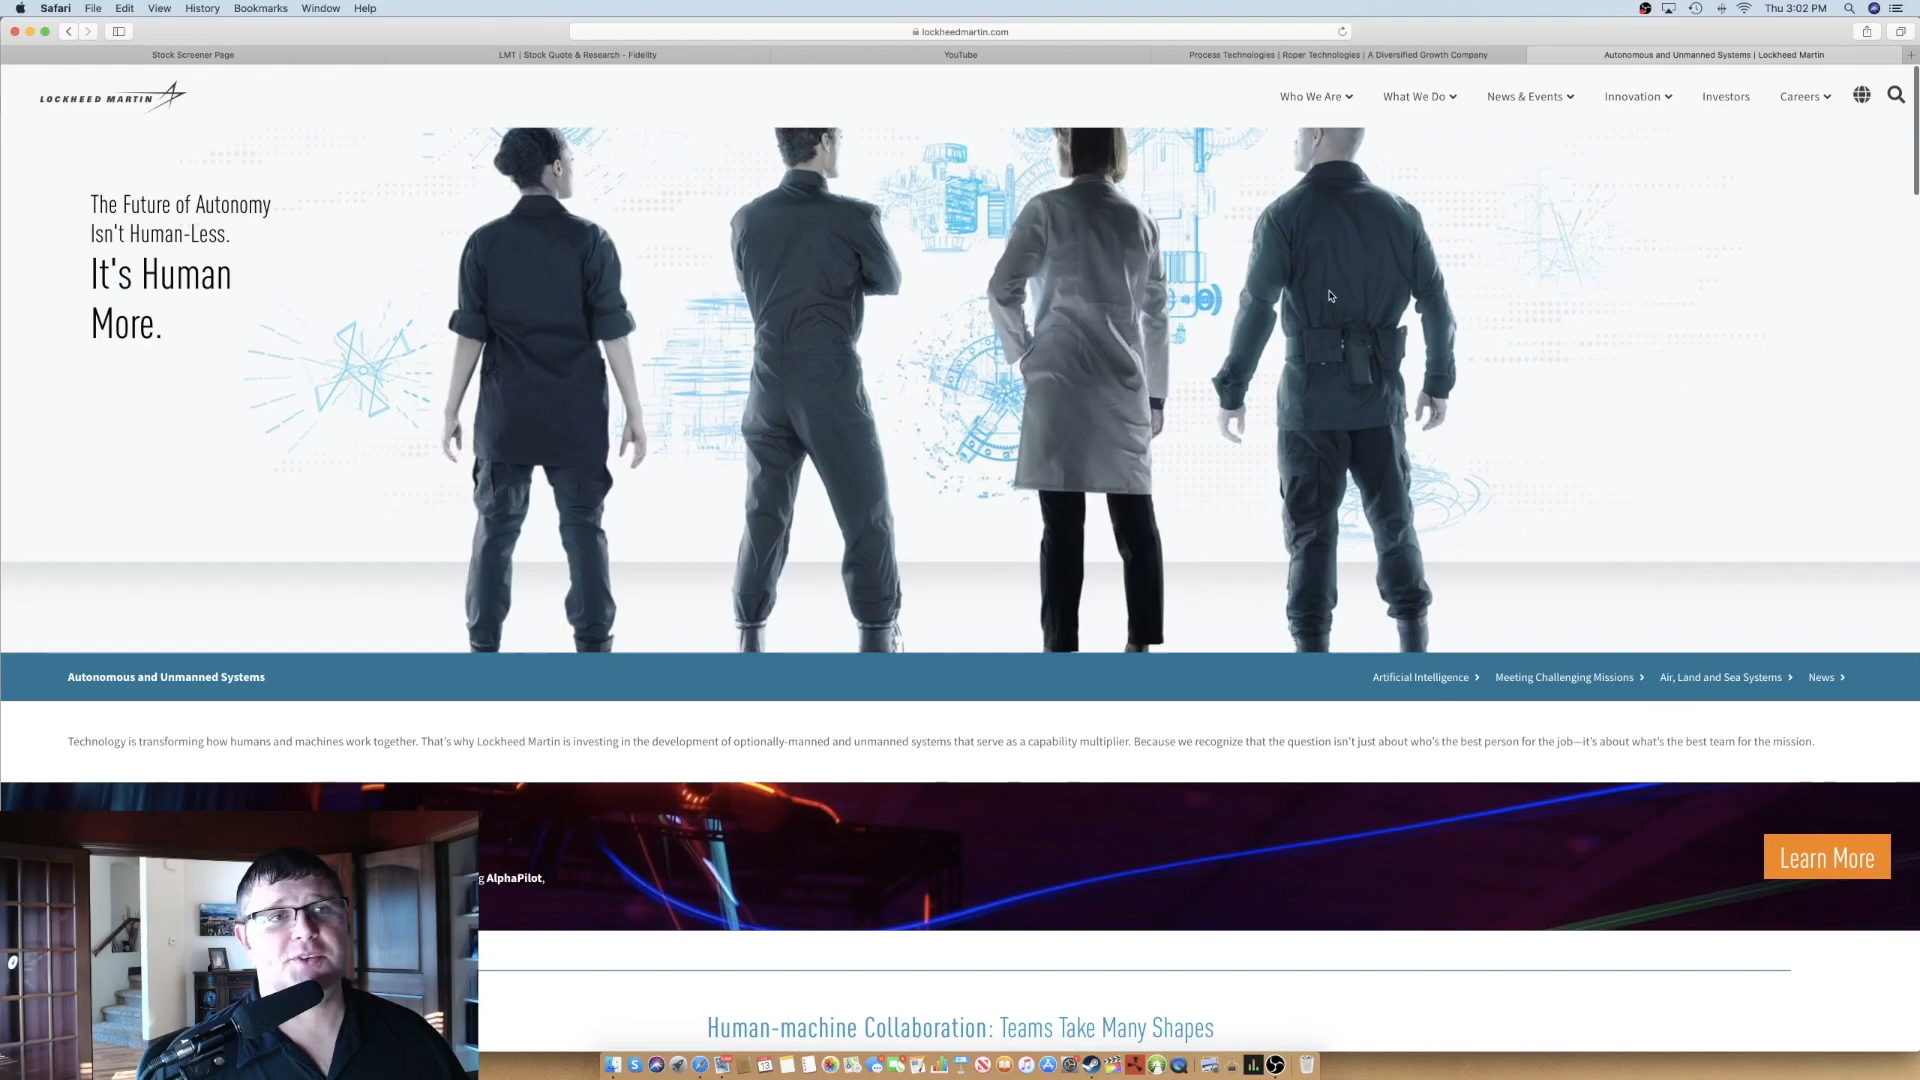 Safari File Edit View History Bookmarks Window Help Thu 3:02 PM
lockheedmartin.com
Stock Screener Page LMT | Stock Quote & Research - Fidelity YouTube Process Technologies | Roper Technologies | A Diversified Growth Company Autonomous and Unmanned Systems | Lockheed Martin
LOCKHEED MARTIN Who We Are What We Do News & Events Innovation Investors Careers
The Future of Autonomy
Isn't Human-Less.
It's Human
More.
Autonomous and Unmanned Systems Artificial Intelligence Meeting Challenging Missions Air, Land and Sea Systems News
Technology is transforming how humans and machines work together. That's why Lockheed Martin is investing in the development of optionally-manned and unmanned systems that serve as a capability multiplier. Because we recognize that the question isn't just about who's the best person for the job—it's about what's the best team for the mission.
Learn More
g AlphaPilot,
Human-machine Collaboration: Teams Take Many Shapes